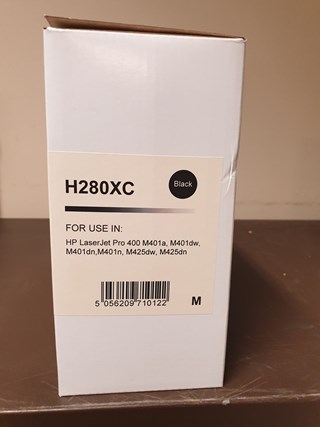 H280XC
Black
FOR USE IN:
HP LaserJet Pro 400 M401a, M401dw,
M401dn,M401n, M425dw, M425dn
5 056209 710122
M